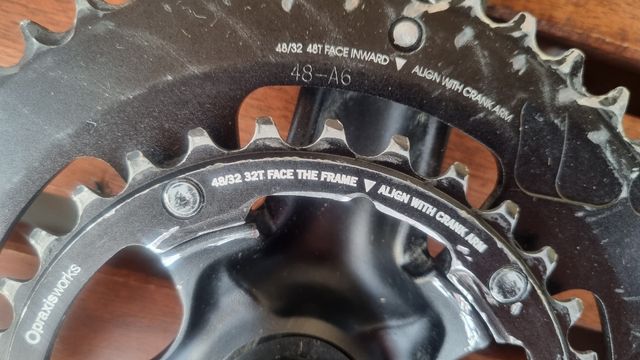 48/32 48T FACE INWARD ▼ ALIGN WITH CRANK ARM
48-A6
48/32 32T FACE THE FRAME ▼ ALIGN WITH CRANK ARM
praxisworks